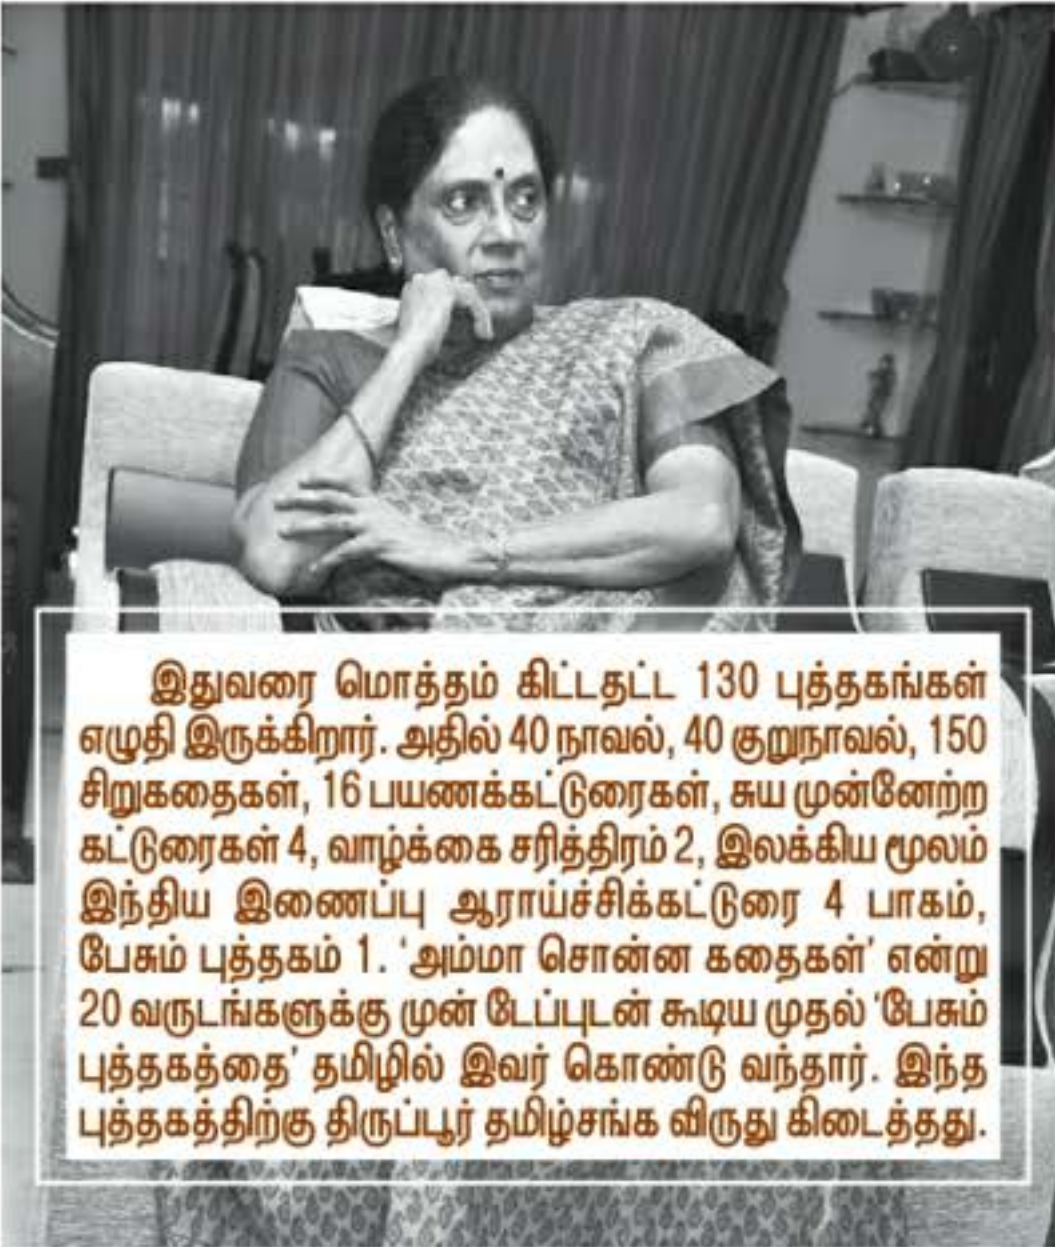 இதுவரை மொத்தம் கிட்டதட்ட 130 புத்தகங்கள்
எழுதி இருக்கிறார். அதில் 40 நாவல், 40 குறுநாவல், 150
சிறுகதைகள், 16 பயணக்கட்டுரைகள், சுய முன்னேற்ற
கட்டுரைகள் 4, வாழ்க்கை சரித்திரம் 2, இலக்கிய மூலம்
இந்திய இணைப்பு ஆராய்ச்சிக்கட்டுரை 4 பாகம்,
பேசும் புத்தகம் 1. ‘அம்மா சொன்ன கதைகள்’ என்று
20 வருடங்களுக்கு முன் டேப்புடன் கூடிய முதல் ‘பேசும்
புத்தகத்தை’ தமிழில் இவர் கொண்டு வந்தார். இந்த
புத்தகத்திற்கு திருப்பூர் தமிழ்சங்க விருது கிடைத்தது.